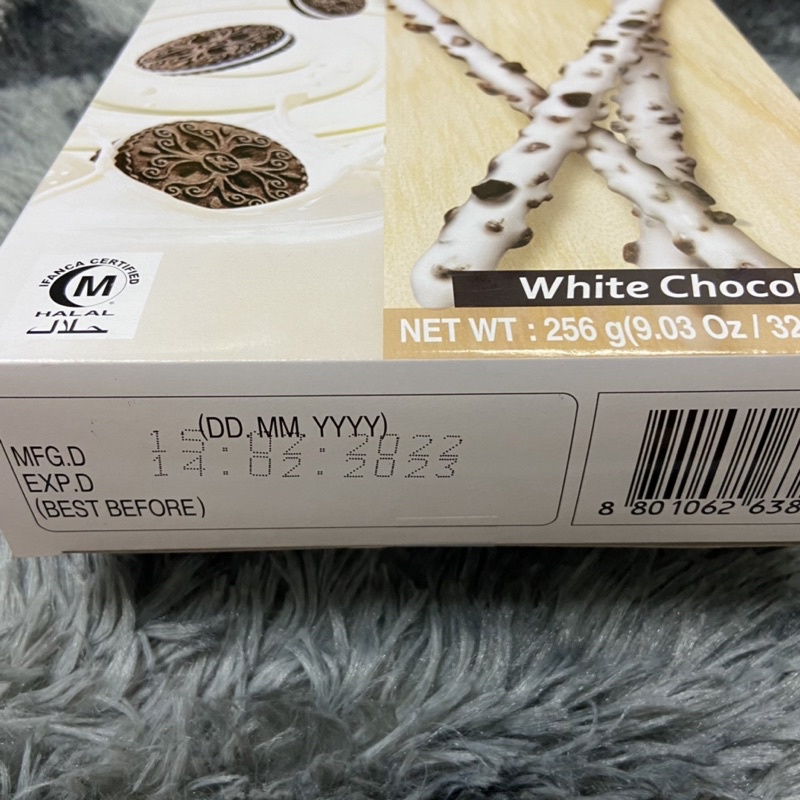 IFANCA CERTIFIED
M
®
HALAL
حلال
White Chocol
NET WT : 256 g(9.03 Oz / 32
(DD. MM. YYYY)
MFG.D 15.02.2022
EXP.D 14.02.2023
(BEST BEFORE)
8 801062 638